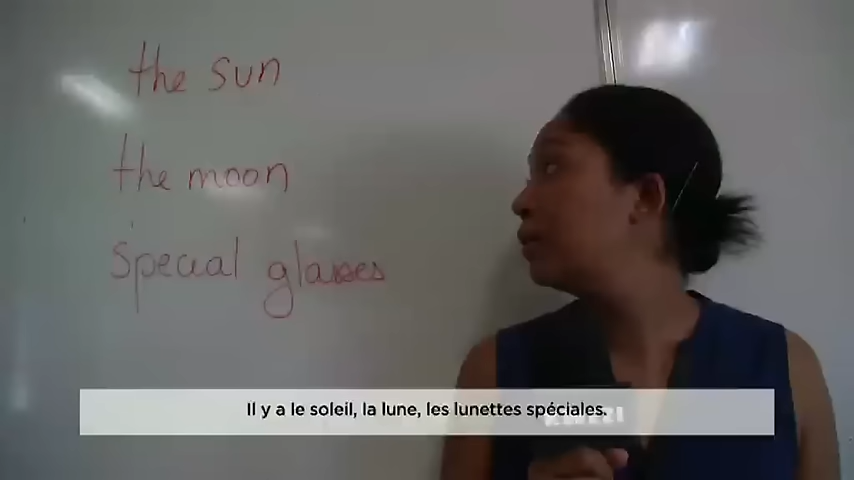 the sun
the moon
special glasses
Il y a le soleil, la lune, les lunettes spéciales.